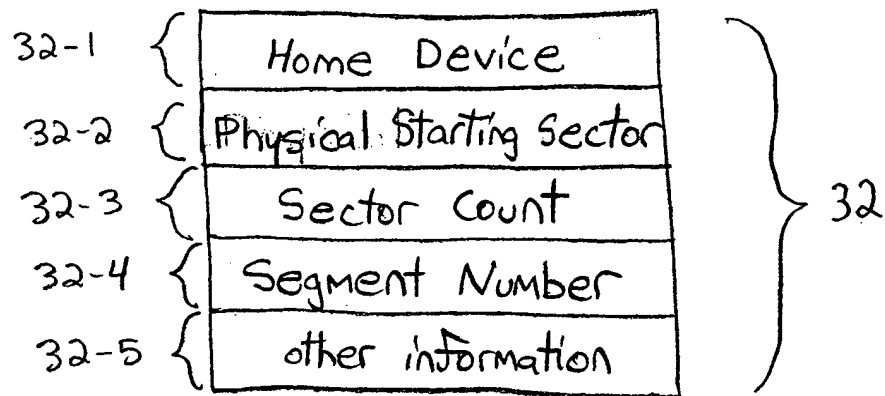 32-1 Home Device
32-2 Physical Starting Sector
32-3 Sector Count 32
32-4 Segment Number
32-5 other information